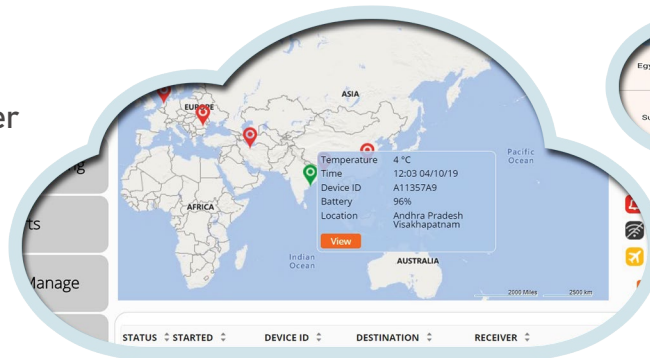 er
ASIA
EUROPE
Pacific
Ocean
Temperature 4 °C
Time 12:03 04/10/19
Device ID A11357A9
Battery 96%
Location Andhra Pradesh
Visakhapatnam
View
AFRICA
Indian
Ocean
AUSTRALIA
2000 Miles 2500 km
ts
Manage
STATUS STARTED DEVICE ID DESTINATION RECEIVER
Egy
Su